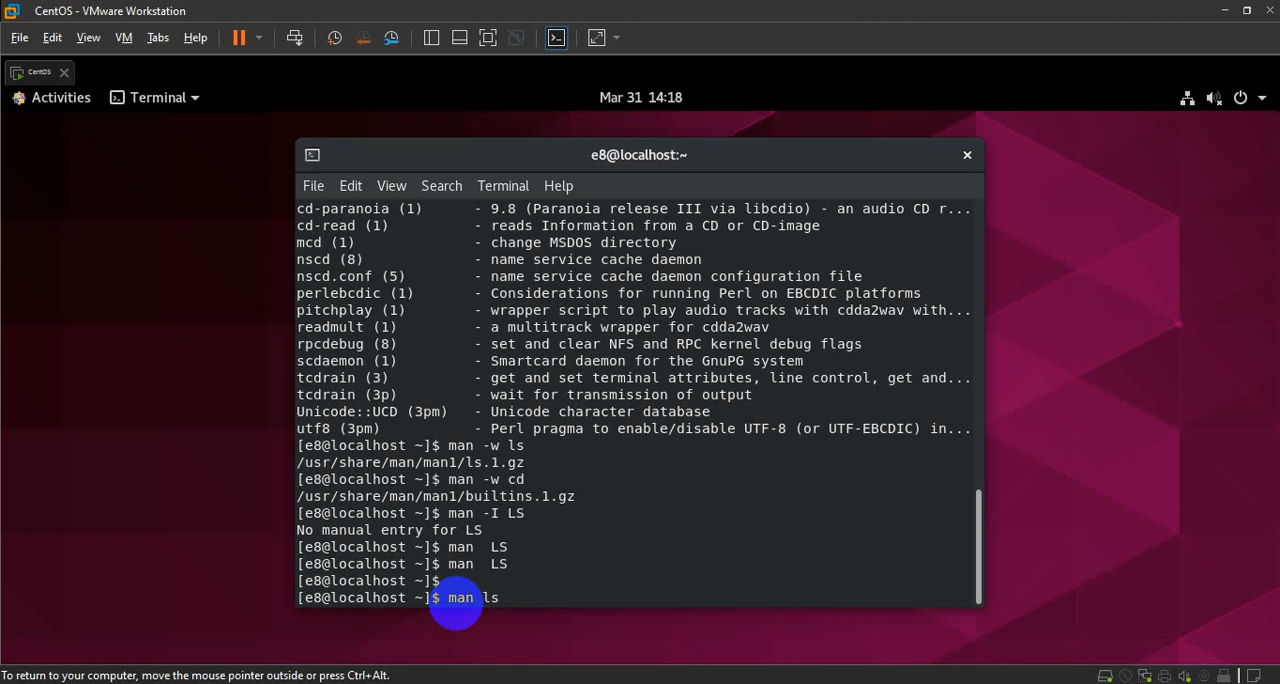 CentOS - VMware Workstation
File Edit View VM Tabs Help
CentOS
Activities Terminal Mar 31 14:18
e8@localhost:~
File Edit View Search Terminal Help
cd-paranoia (1) - 9.8 (Paranoia release III via libcdio) - an audio CD r...
cd-read (1) - reads Information from a CD or CD-image
mcd (1) - change MSDOS directory
nscd (8) - name service cache daemon
nscd.conf (5) - name service cache daemon configuration file
perlebcdic (1) - Considerations for running Perl on EBCDIC platforms
pitchplay (1) - wrapper script to play audio tracks with cdda2wav with...
readmult (1) - a multitrack wrapper for cdda2wav
rpcdebug (8) - set and clear NFS and RPC kernel debug flags
scdaemon (1) - Smartcard daemon for the GnuPG system
tcdrain (3) - get and set terminal attributes, line control, get and...
tcdrain (3p) - wait for transmission of output
Unicode::UCD (3pm) - Unicode character database
utf8 (3pm) - Perl pragma to enable/disable UTF-8 (or UTF-EBCDIC) in...
[e8@localhost ~]$ man -w ls
/usr/share/man/man1/ls.1.gz
[e8@localhost ~]$ man -w cd
/usr/share/man/man1/builtins.1.gz
[e8@localhost ~]$ man -I LS
No manual entry for LS
[e8@localhost ~]$ man  LS
[e8@localhost ~]$ man  LS
[e8@localhost ~]$
[e8@localhost ~]$ man ls
To return to your computer, move the mouse pointer outside or press Ctrl+Alt.